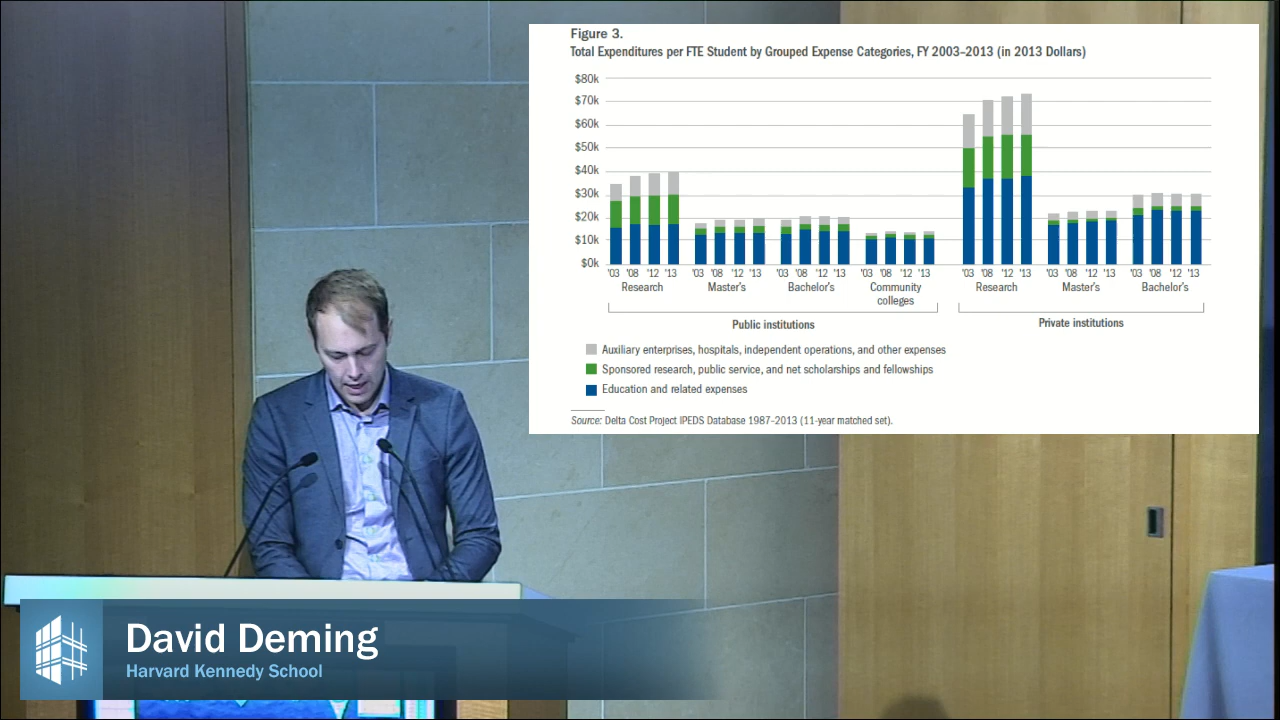 Figure 3.
Total Expenditures per FTE Student by Grouped Expense Categories, FY 2003–2013 (in 2013 Dollars)
$80k
$70k
$60k
$50k
$40k
$30k
$20k
$10k
$0k
'03 '08 '12 '13 '03 '08 '12 '13 '03 '08 '12 '13 '03 '08 '12 '13 '03 '08 '12 '13 '03 '08 '12 '13 '03 '08 '12 '13
Research Master's Bachelor's Community colleges Research Master's Bachelor's
Public institutions Private institutions
Auxiliary enterprises, hospitals, independent operations, and other expenses
Sponsored research, public service, and net scholarships and fellowships
Education and related expenses
Source: Delta Cost Project IPEDS Database 1987–2013 (11-year matched set).
David Deming
Harvard Kennedy School